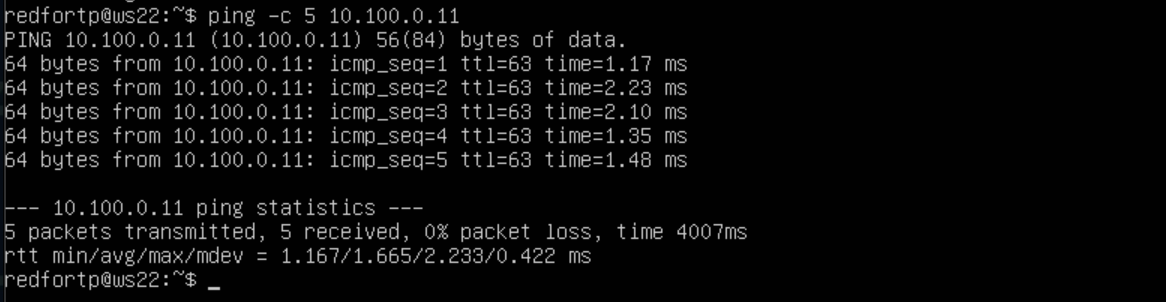 redfortp@ws22:~$ ping -c 5 10.100.0.11
PING 10.100.0.11 (10.100.0.11) 56(84) bytes of data.
64 bytes from 10.100.0.11: icmp_seq=1 ttl=63 time=1.17 ms
64 bytes from 10.100.0.11: icmp_seq=2 ttl=63 time=2.23 ms
64 bytes from 10.100.0.11: icmp_seq=3 ttl=63 time=2.10 ms
64 bytes from 10.100.0.11: icmp_seq=4 ttl=63 time=1.35 ms
64 bytes from 10.100.0.11: icmp_seq=5 ttl=63 time=1.48 ms
--- 10.100.0.11 ping statistics ---
5 packets transmitted, 5 received, 0% packet loss, time 4007ms
rtt min/avg/max/mdev = 1.167/1.665/2.233/0.422 ms
redfortp@ws22:~$ _